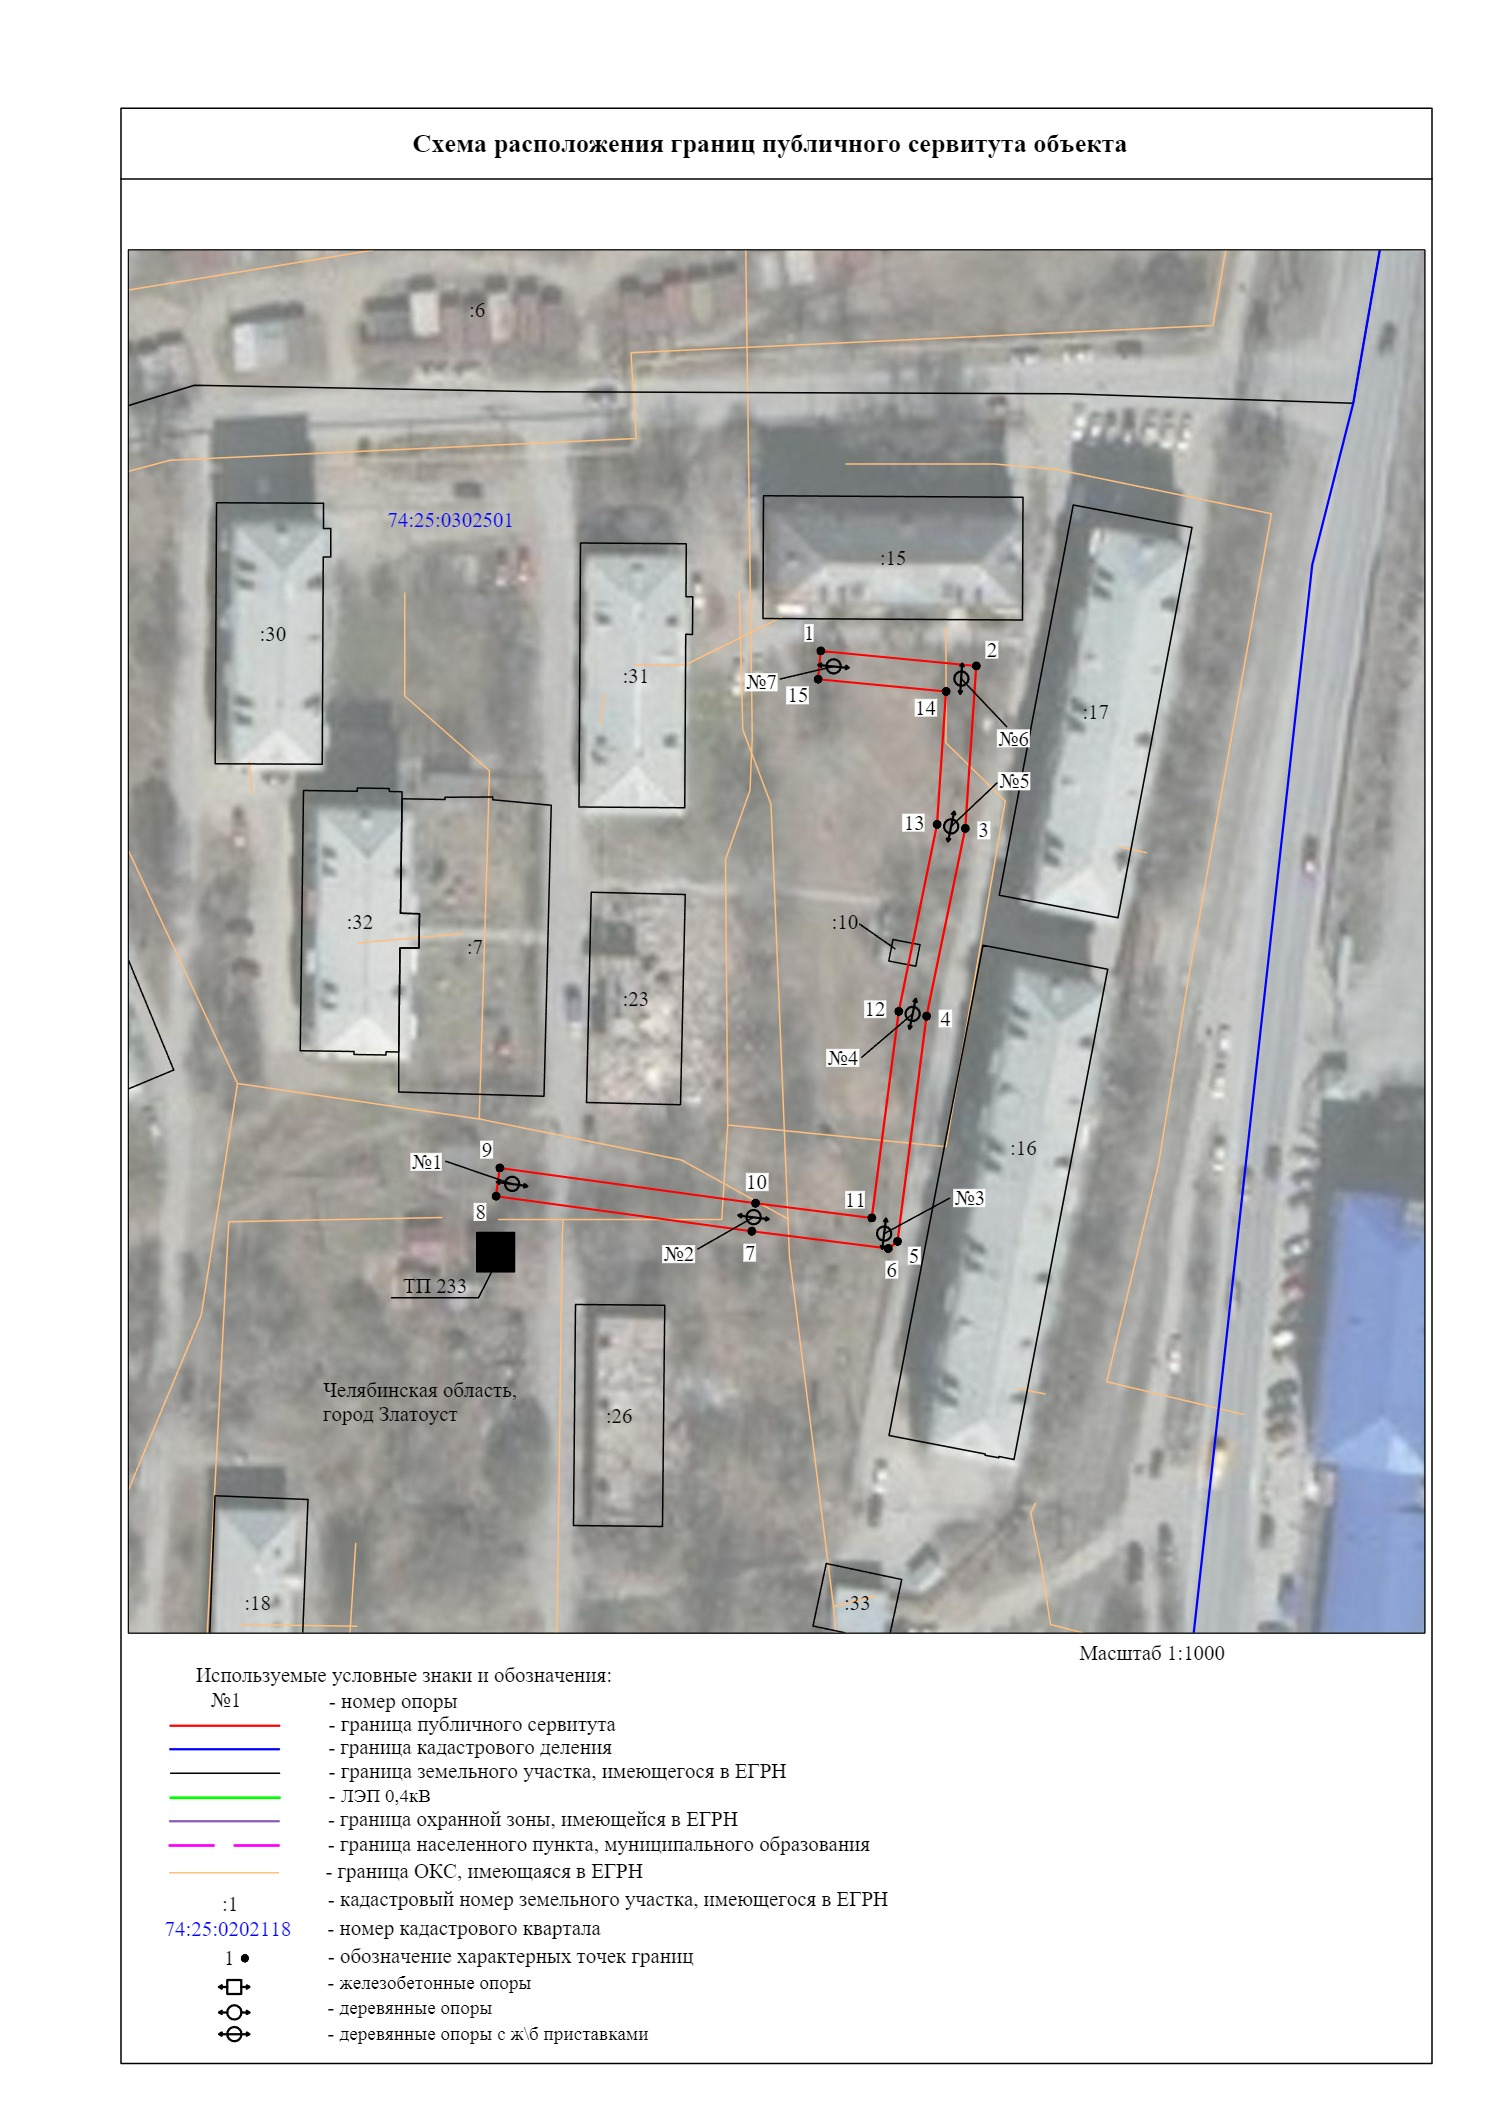 Схема расположения границ публичного сервитута объекта
:6
74:25:0302501
:15
:30
1
2
:31
№7
15
14
:17
№6
№5
13
3
:32
:10
:7
:23
12
4
№4
9
№1
:16
10
11
№3
8
№2
7
5
6
ТП 233
Челябинская область,
город Златоуст
:26
:18
:33
Масштаб 1:1000
Используемые условные знаки и обозначения:
№1 - номер опоры
- граница публичного сервитута
- граница кадастрового деления
- граница земельного участка, имеющегося в ЕГРН
- ЛЭП 0,4кВ
- граница охранной зоны, имеющейся в ЕГРН
- граница населенного пункта, муниципального образования
- граница ОКС, имеющаяся в ЕГРН
:1 - кадастровый номер земельного участка, имеющегося в ЕГРН
74:25:0202118 - номер кадастрового квартала
1 - обозначение характерных точек границ
- железобетонные опоры
- деревянные опоры
- деревянные опоры с ж\б приставками